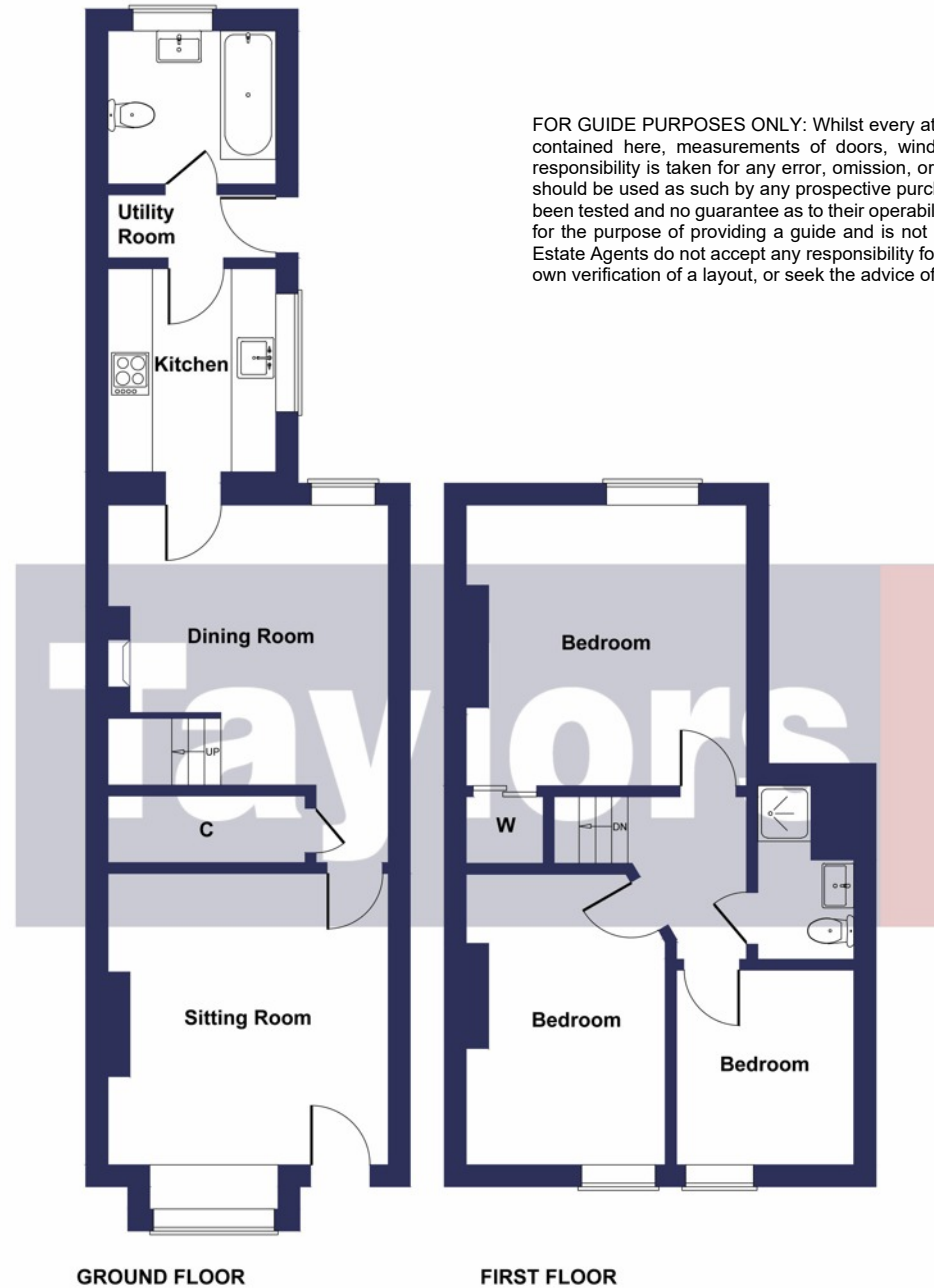 FOR GUIDE PURPOSES ONLY: Whilst every at
contained here, measurements of doors, wind
responsibility is taken for any error, omission, or
should be used as such by any prospective purcl
been tested and no guarantee as to their operabil
for the purpose of providing a guide and is not
Estate Agents do not accept any responsibility fo
own verification of a layout, or seek the advice of
Utility
Room
Kitchen
Dining Room
Bedroom
Taylors
UP
C
W
DN
Sitting Room
Bedroom
Bedroom
GROUND FLOOR
FIRST FLOOR